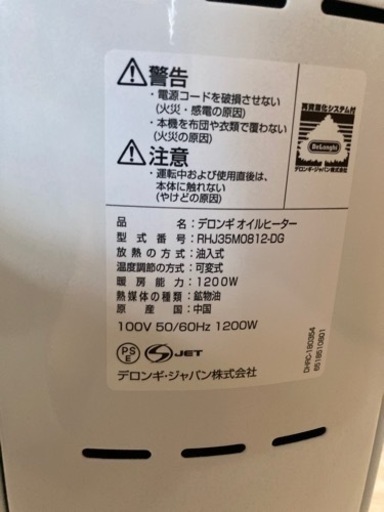 警告
・電源コードを破損させない
(火災・感電の原因)
・本機を布団や衣類で覆わない
(火災の原因)
注意
・運転中および使用直後は、
本体に触れない
(やけどの原因)
再資源化システム付
DeLonghi
デロンギ・ジャパン株式会社
品名：デロンギ オイルヒーター
型式番号：RHJ35M0812-DG
放熱の方式：油入式
温度調節の方式：可変式
暖房能力：1200W
熱媒体の種類：鉱物油
原産国：中国
100V 50/60Hz 1200W
PS
E
S JET
デロンギ・ジャパン株式会社
DHRC-180354
6518510801